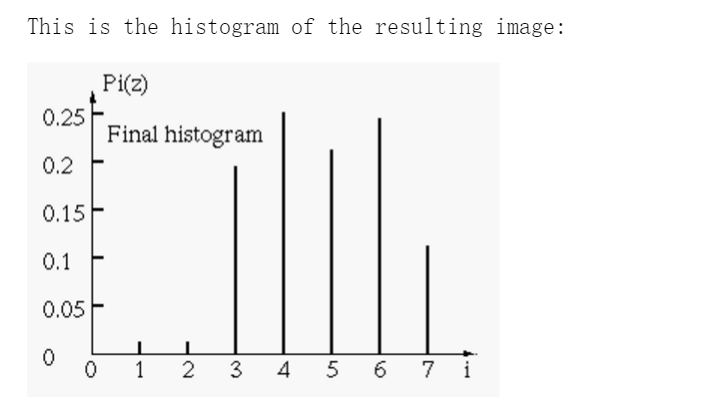 This is the histogram of the resulting image:
Pi(z)
0.25
Final histogram
0.2
0.15
0.1
0.05
0
0 1 2 3 4 5 6 7 i